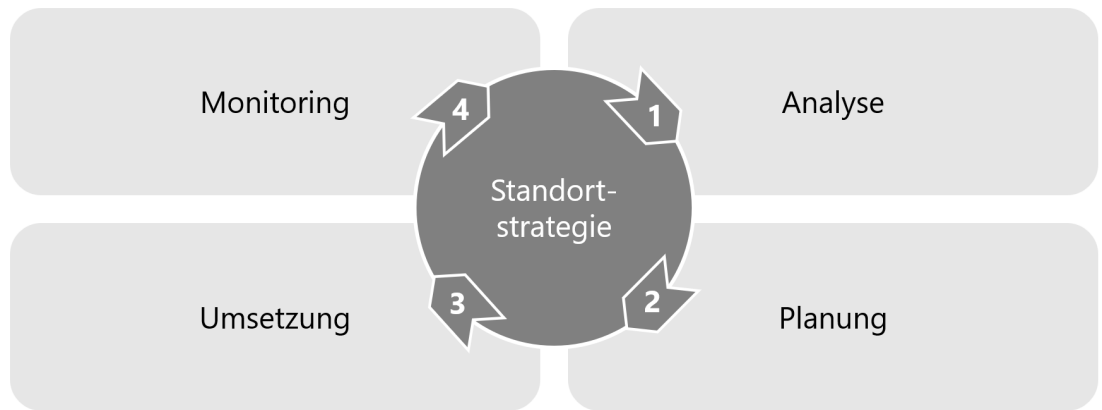 Monitoring
4
1
Analyse
Standort-
strategie
Umsetzung
3
2
Planung